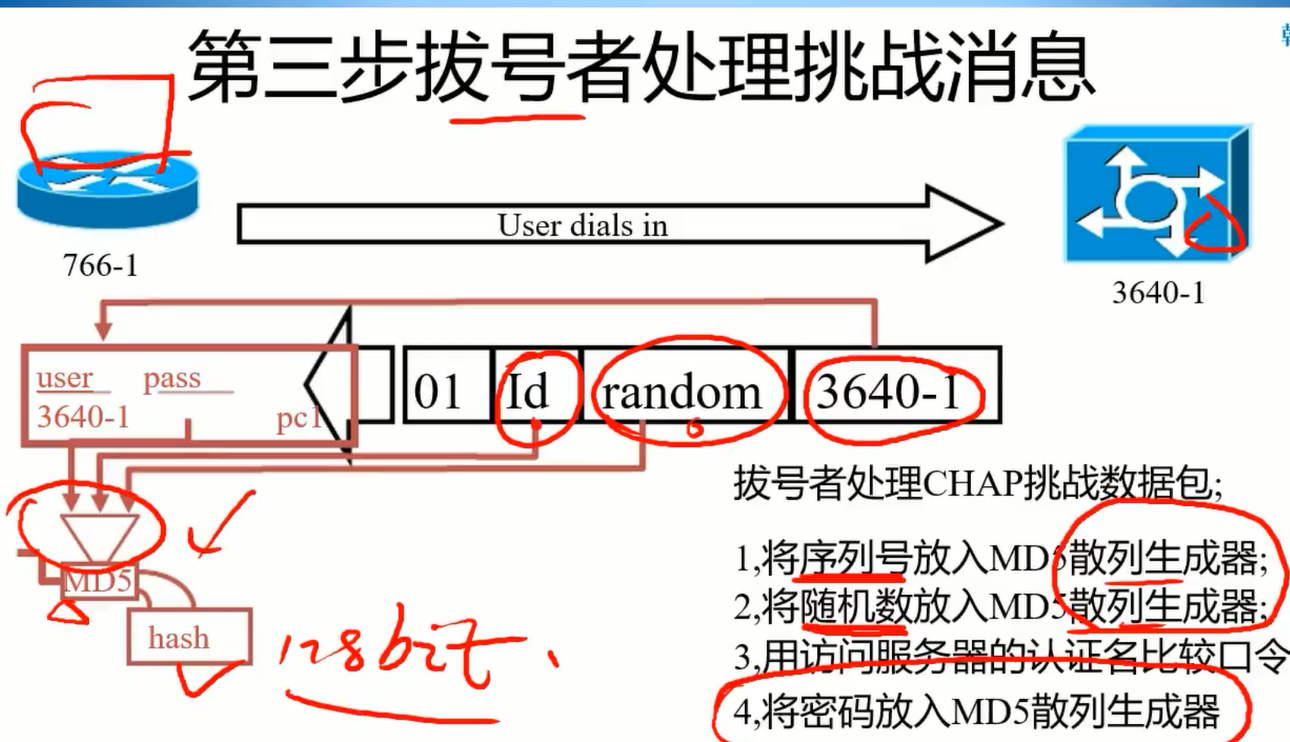 第三步拔号者处理挑战消息
User dials in
766-1
3640-1
user pass
3640-1 pc1
01 Id random 3640-1
拔号者处理CHAP挑战数据包;
1,将序列号放入MD5散列生成器;
2,将随机数放入MD5散列生成器;
3,用访问服务器的认证名比较口令
4,将密码放入MD5散列生成器
MD5
hash
128bit.